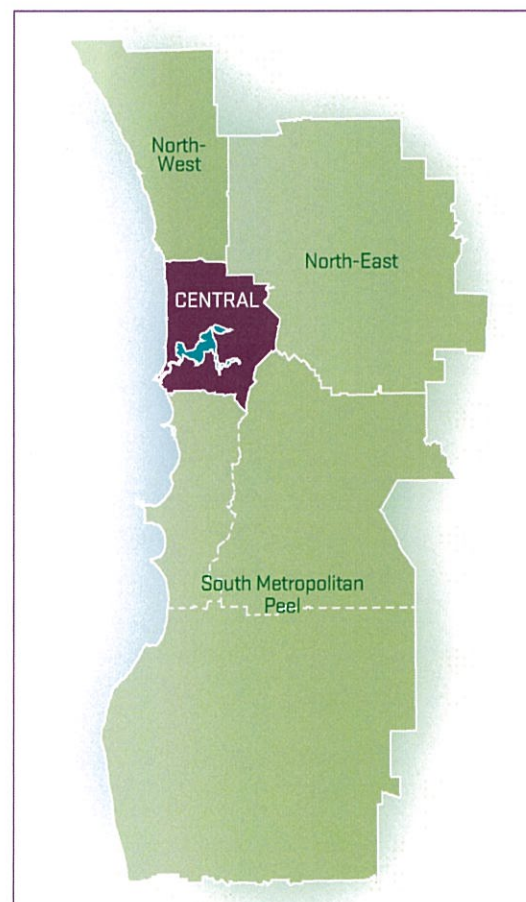 North-
West
North-East
CENTRAL
South Metropolitan
Peel